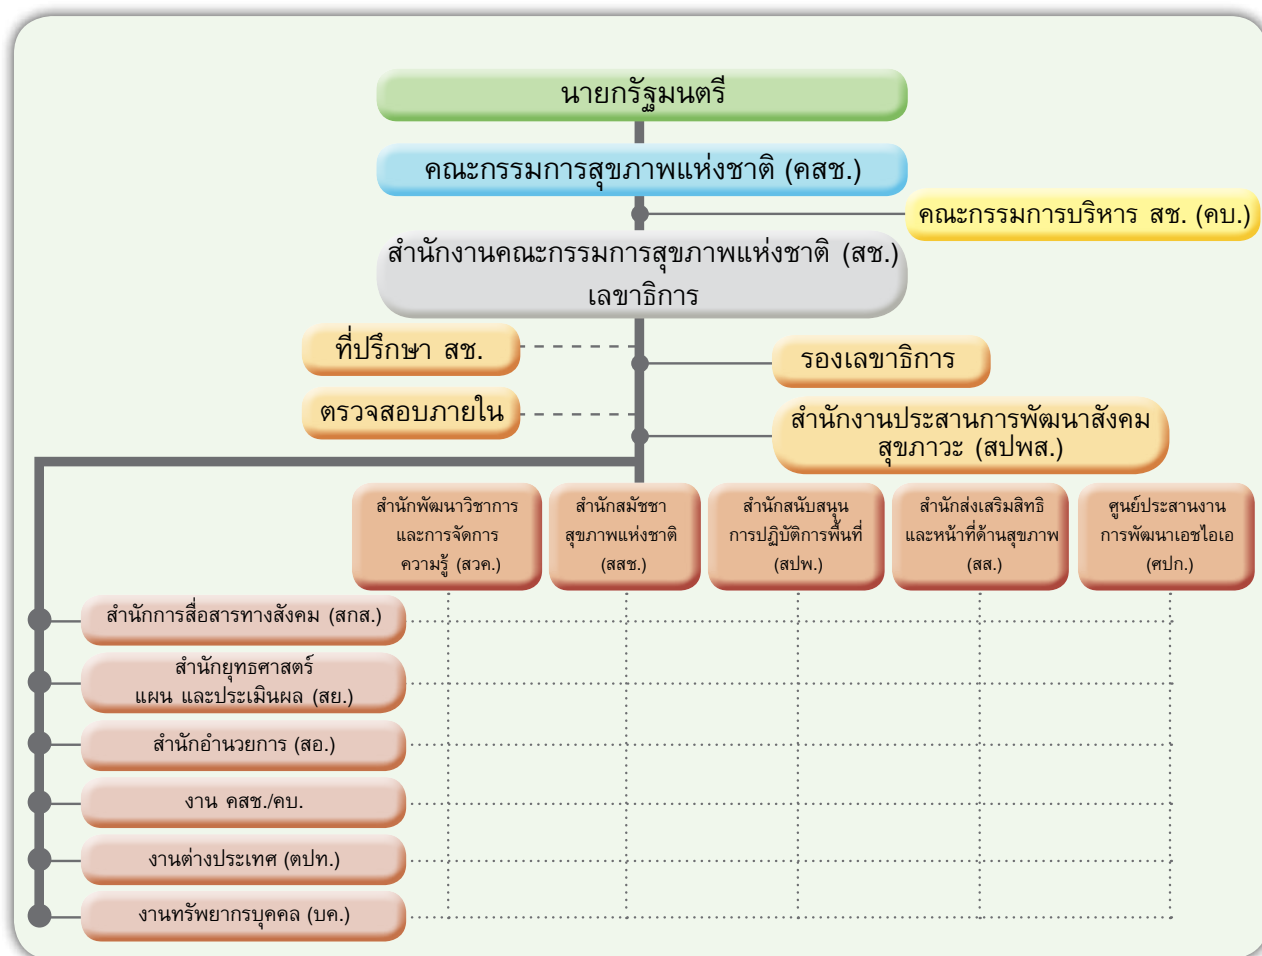 นายกรัฐมนตรี
คณะกรรมการสุขภาพแห่งชาติ (คสช.)
คณะกรรมการบริหาร สช. (คบ.)
สำนักงานคณะกรรมการสุขภาพแห่งชาติ (สช.)
เลขาธิการ
ที่ปรึกษา สช.
รองเลขาธิการ
ตรวจสอบภายใน
สำนักงานประสานการพัฒนาสังคม
สุขภาวะ (สปพส.)
สำนักพัฒนาวิชาการ
และการจัดการ
ความรู้ (สวค.)
สำนักสมัชชา
สุขภาพแห่งชาติ
(สสช.)
สำนักสนับสนุน
การปฏิบัติการพื้นที่
(สปพ.)
สำนักส่งเสริมสิทธิ
และหน้าที่ด้านสุขภาพ
(สส.)
ศูนย์ประสานงาน
การพัฒนาเอชไอเอ
(ศปก.)
สำนักการสื่อสารทางสังคม (สกส.)
สำนักยุทธศาสตร์
แผน และประเมินผล (สย.)
สำนักอำนวยการ (สอ.)
งาน คสช./คบ.
งานต่างประเทศ (ตปท.)
งานทรัพยากรบุคคล (บค.)